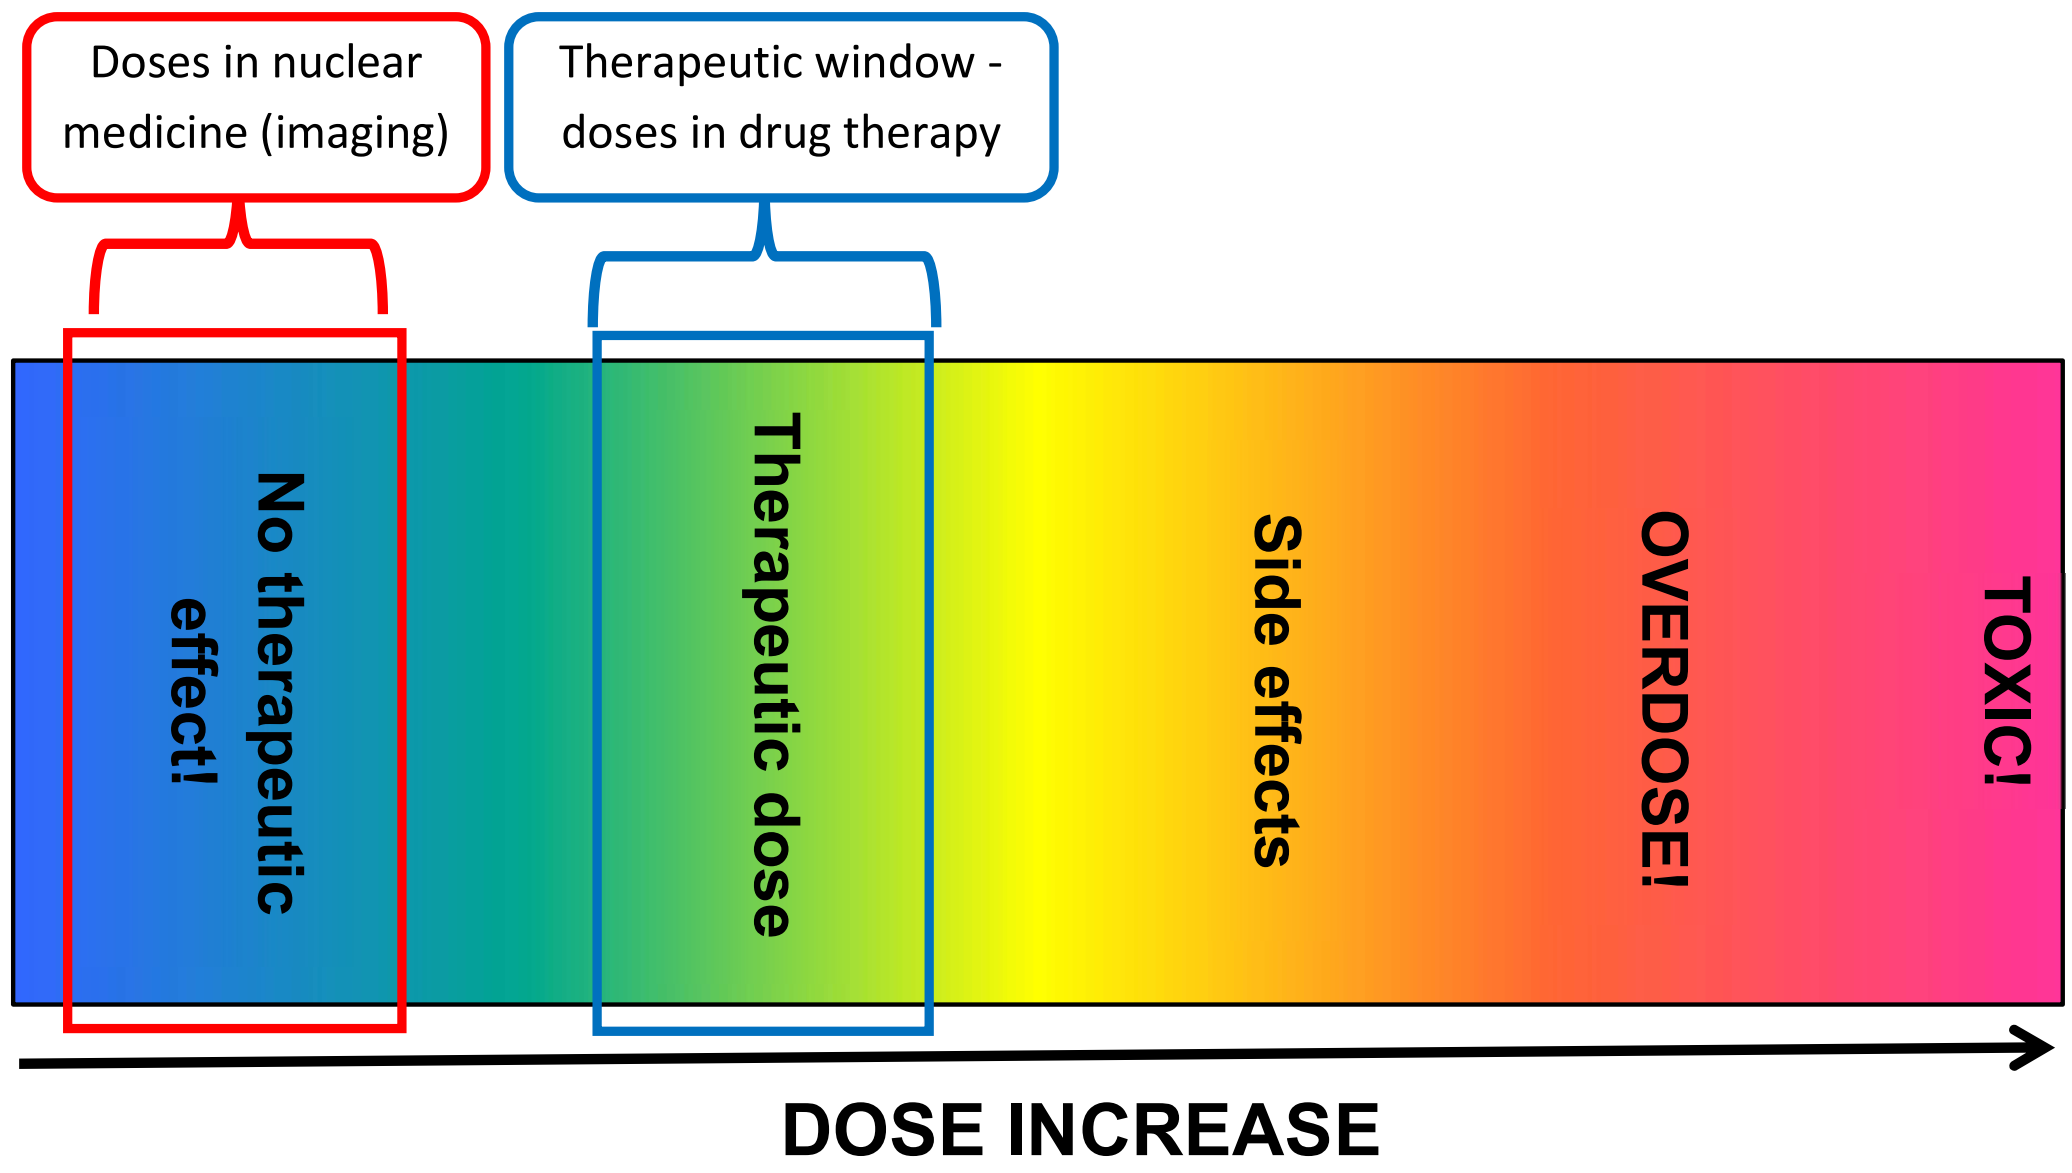 Doses in nuclear
medicine (imaging)
Therapeutic window -
doses in drug therapy
No therapeutic
effect!
Therapeutic dose
Side effects
OVERDOSE!
TOXIC!
DOSE INCREASE